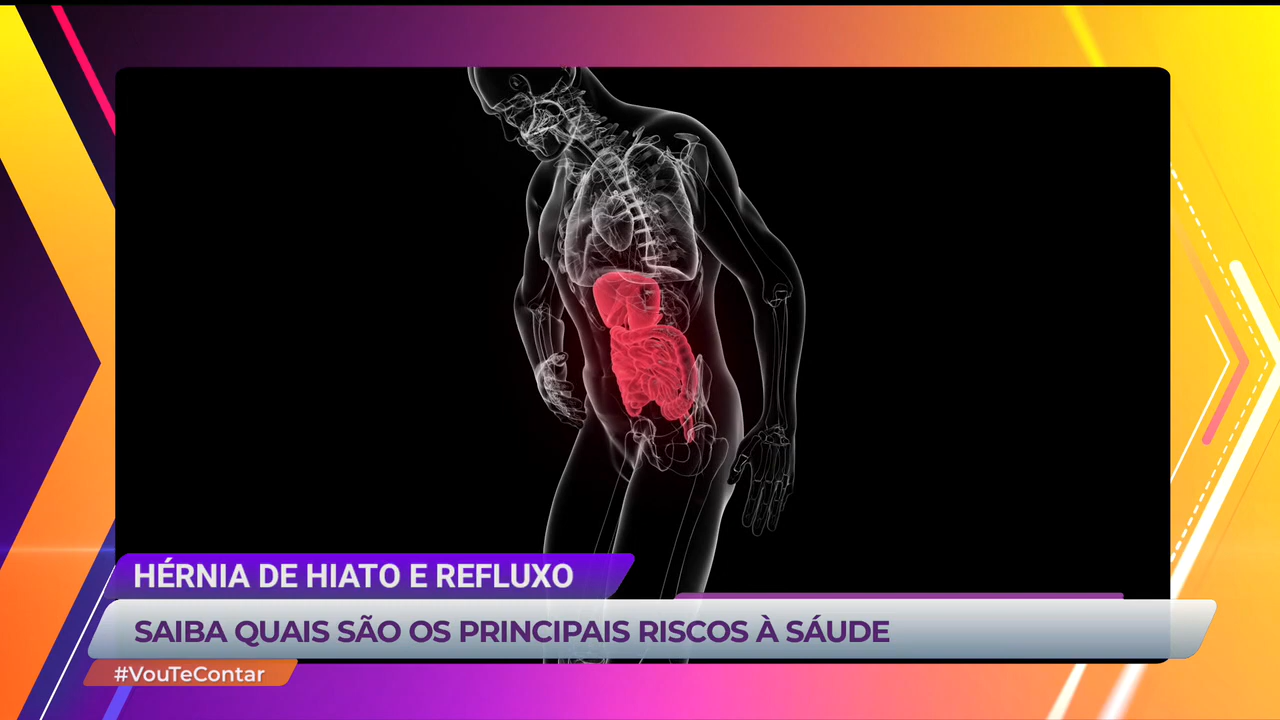 HÉRNIA DE HIATO E REFLUXO
SAIBA QUAIS SÃO OS PRINCIPAIS RISCOS À SÁUDE
#VouTeContar